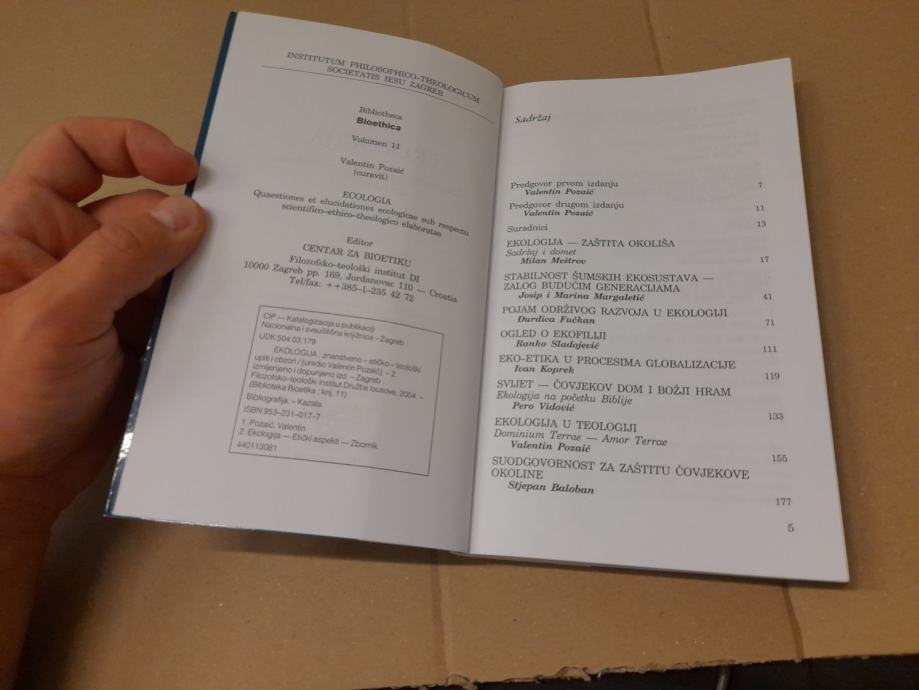 INSTITUTUM PHILOSOPHICO–THEOLOGICUM
SOCIETATIS IESU ZAGREB
Bibliotheca
Bioethica
Volumen 11
Valentin Pozaić
(curavit)
ECOLOGIA
Quaestiones et elucidationes ecologicae sub respectu
scientifico–ethico–theologico elaboratae
Editor
CENTAR ZA BIOETIKU
Filozofsko–teološki institut DI
10000 Zagreb pp. 169, Jordanovac 110 — Croatia
Tel/fax: ++385–1–235 42 72
CIP — Katalogizacija u publikaciji
Nacionalna i sveučilišna knjižnica – Zagreb
UDK 504.03:179
EKOLOGIJA : znanstveno – etičko – teološki
upiti i obzori / [uredio Valentin Pozaić]. – 2.
izmijenjeno i dopunjeno izd. – Zagreb :
Filozofsko–teološki institut Družbe Isusove, 2004. –
(Biblioteka Bioetika ; knj. 11)
Bibliografija. – Kazala.
ISBN 953–231–017–7
1. Pozaić, Valentin
2. Ekologija — Etički aspekti — Zbornik
440113081
Sadržaj
Predgovor prvom izdanju
Valentin Pozaić 7
Predgovor drugom izdanju
Valentin Pozaić 11
Suradnici 13
EKOLOGIJA — ZAŠTITA OKOLIŠA
Sadržaj i domet
Milan Meštrov 17
STABILNOST ŠUMSKIH EKOSUSTAVA —
ZALOG BUDUĆIM GENERACIJAMA
Josip i Marina Margaletić 41
POJAM ODRŽIVOG RAZVOJA U EKOLOGIJI
Đurđica Fučkan 71
OGLED O EKOFILIJI
Ranko Sladojević 111
EKO-ETIKA U PROCESIMA GLOBALIZACIJE
Ivan Koprek 119
SVIJET — ČOVJEKOV DOM I BOŽJI HRAM
Ekologija na početku Biblije
Pero Vidović 133
EKOLOGIJA U TEOLOGIJI
Dominium Terrae — Amor Terrae
Valentin Pozaić 155
SUODGOVORNOST ZA ZAŠTITU ČOVJEKOVE
OKOLINE
Stjepan Baloban 177
5